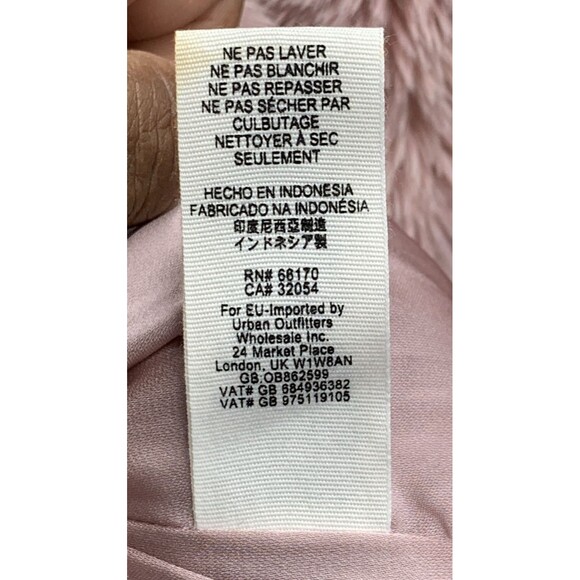 NE PAS LAVER
NE PAS BLANCHIR
NE PAS REPASSER
NE PAS SÉCHER PAR
CULBUTAGE
NETTOYER À SEC
SEULEMENT
HECHO EN INDONESIA
FABRICADO NA INDONÉSIA
印度尼西亞制造
インドネシア製
RN# 66170
CA# 32054
For EU-Imported by
Urban Outfitters
Wholesale Inc.
24 Market Place
London, UK W1W8AN
GB.OB862599
VAT# GB 684936382
VAT# GB 975119105